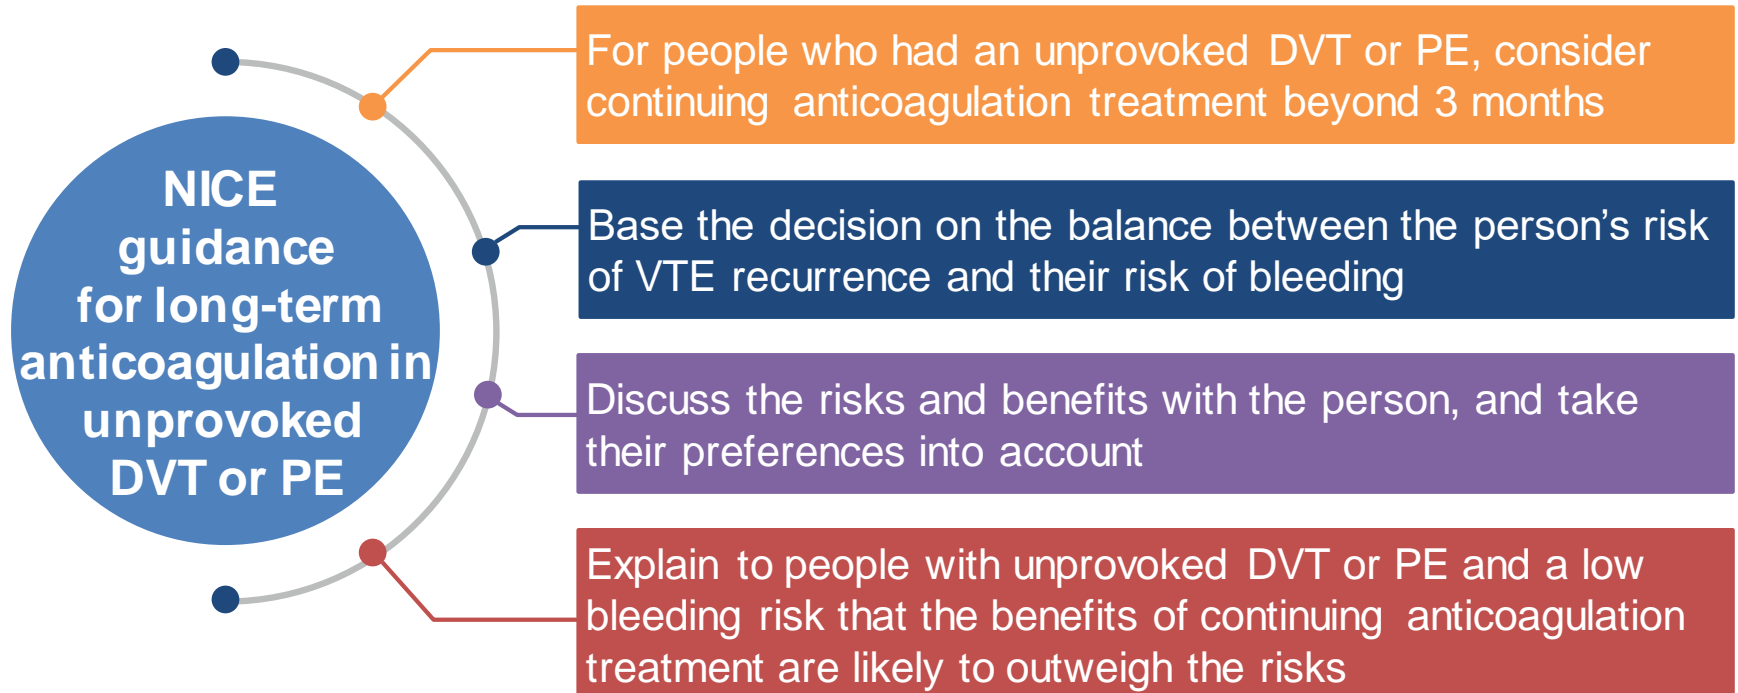 NICE
guidance
for long-term
anticoagulation in
unprovoked
DVT or PE
For people who had an unprovoked DVT or PE, consider
continuing anticoagulation treatment beyond 3 months
Base the decision on the balance between the person’s risk
of VTE recurrence and their risk of bleeding
Discuss the risks and benefits with the person, and take
their preferences into account
Explain to people with unprovoked DVT or PE and a low
bleeding risk that the benefits of continuing anticoagulation
treatment are likely to outweigh the risks